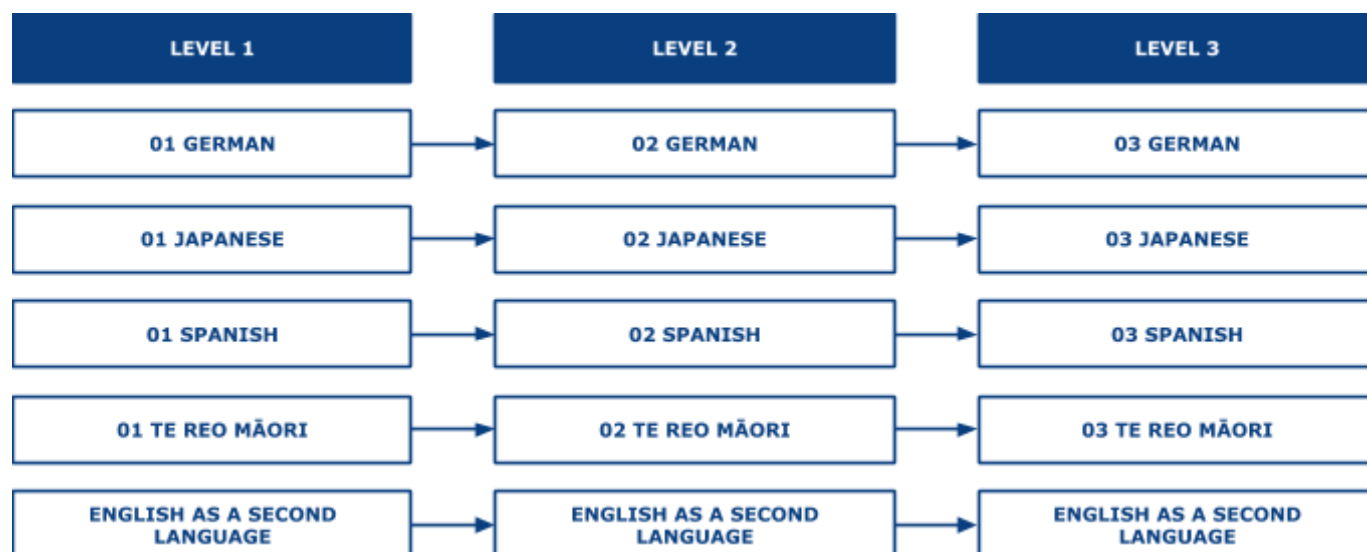 LEVEL 1 LEVEL 2 LEVEL 3
01 GERMAN 02 GERMAN 03 GERMAN
01 JAPANESE 02 JAPANESE 03 JAPANESE
01 SPANISH 02 SPANISH 03 SPANISH
01 TE REO MĀORI 02 TE REO MĀORI 03 TE REO MĀORI
ENGLISH AS A SECOND ENGLISH AS A SECOND ENGLISH AS A SECOND
LANGUAGE LANGUAGE LANGUAGE